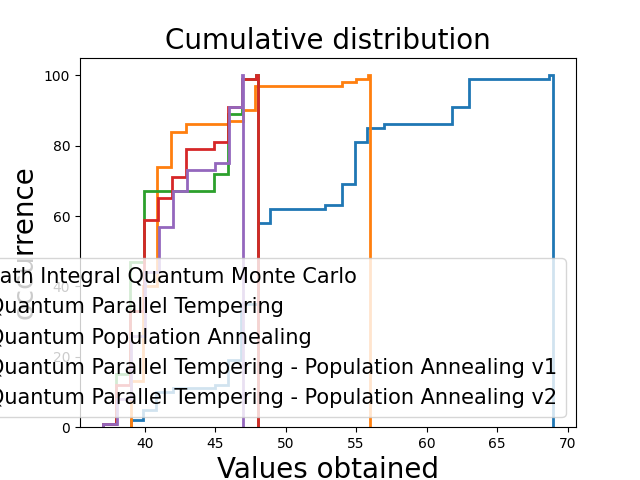 Cumulative distribution
100
80
60
40
20
0
occurrence
ath Integral Quantum Monte Carlo
Quantum Parallel Tempering
Quantum Population Annealing
Quantum Parallel Tempering - Population Annealing v1
Quantum Parallel Tempering - Population Annealing v2
40 45 50 55 60 65 70
Values obtained